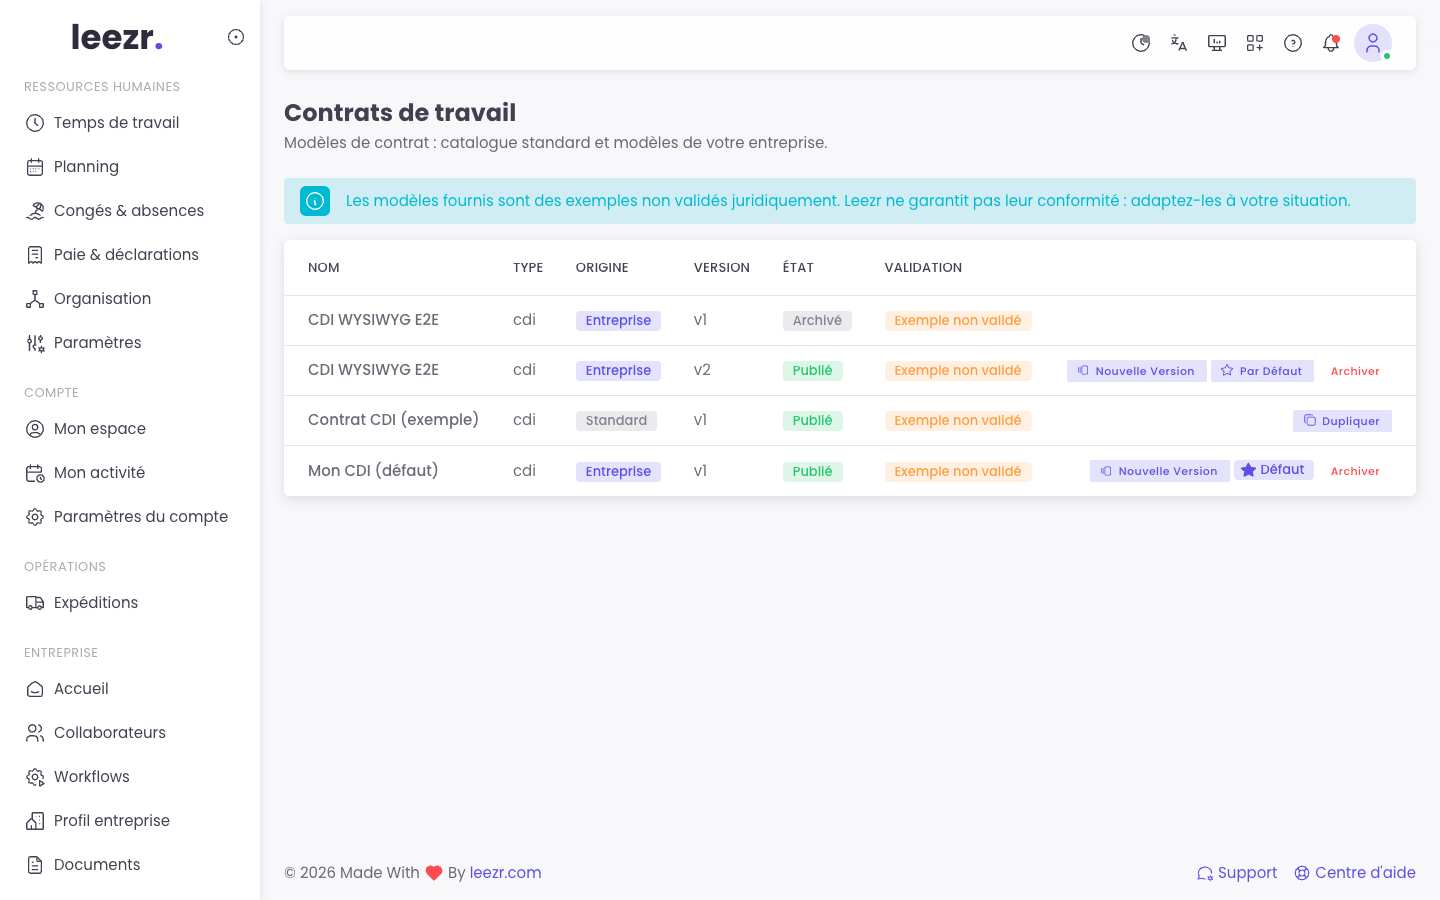 leezr.
RESSOURCES HUMAINES
Temps de travail
Planning
Congés & absences
Paie & déclarations
Organisation
Paramètres
COMPTE
Mon espace
Mon activité
Paramètres du compte
OPÉRATIONS
Expéditions
ENTREPRISE
Accueil
Collaborateurs
Workflows
Profil entreprise
Documents
Contrats de travail
Modèles de contrat : catalogue standard et modèles de votre entreprise.
Les modèles fournis sont des exemples non validés juridiquement. Leezr ne garantit pas leur conformité : adaptez-les à votre situation.
NOM TYPE ORIGINE VERSION ÉTAT VALIDATION
CDI WYSIWYG E2E cdi Entreprise v1 Archivé Exemple non validé
CDI WYSIWYG E2E cdi Entreprise v2 Publié Exemple non validé Nouvelle Version Par Défaut Archiver
Contrat CDI (exemple) cdi Standard v1 Publié Exemple non validé Dupliquer
Mon CDI (défaut) cdi Entreprise v1 Publié Exemple non validé Nouvelle Version Défaut Archiver
© 2026 Made With By leezr.com Support Centre d'aide